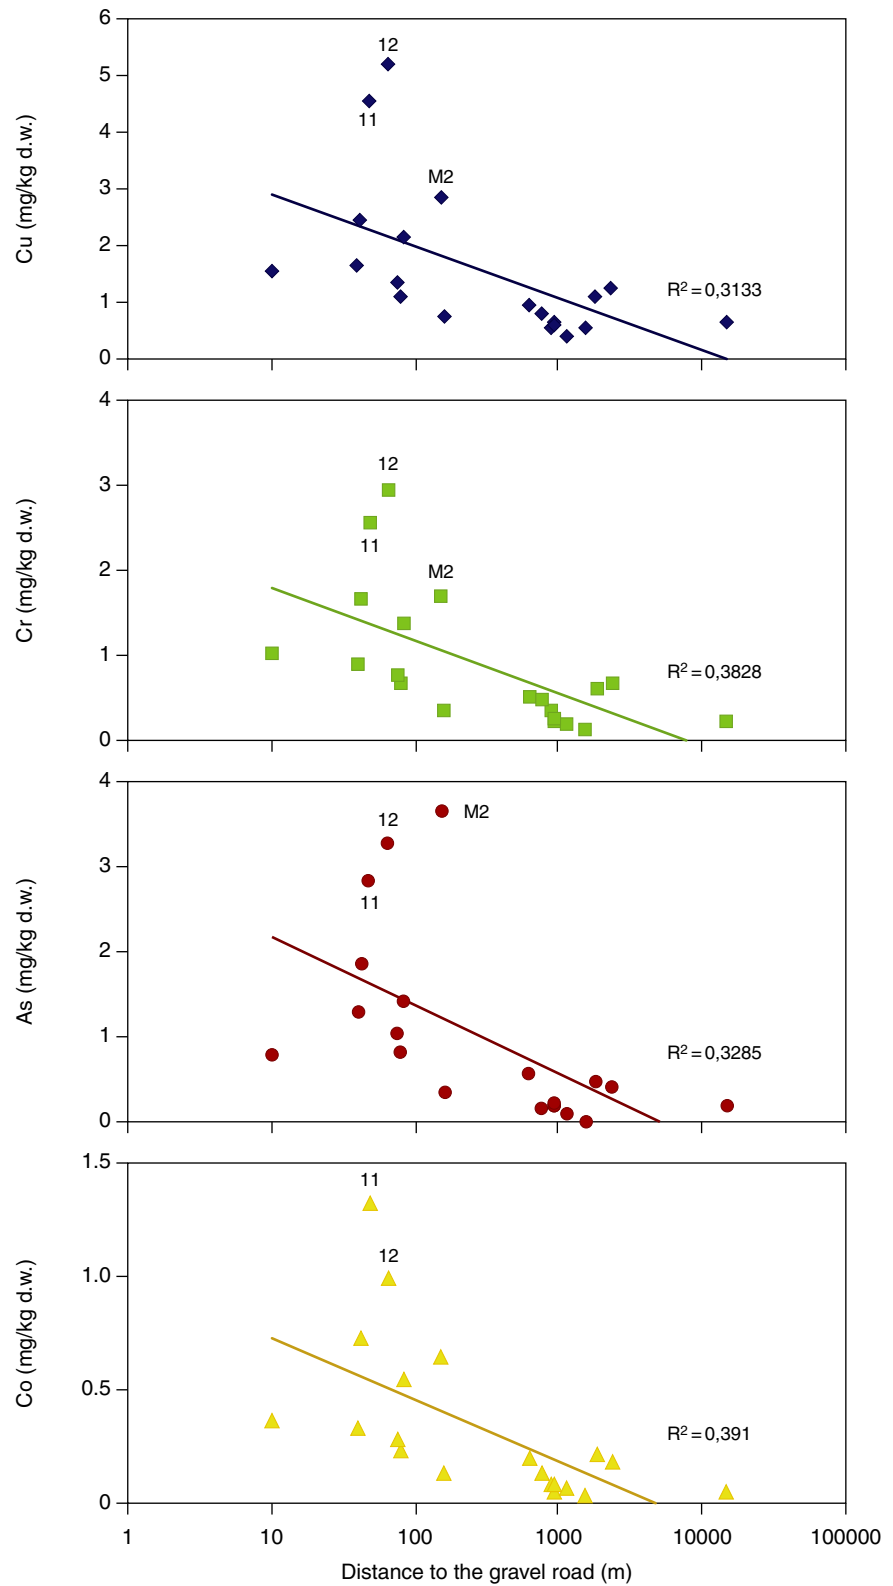 6
5
4
3
2
1
0
Cu (mg/kg d.w.)
12
11
M2
R² = 0,3133
4
3
2
1
0
Cr (mg/kg d.w.)
12
11
M2
R² = 0,3828
4
3
2
1
0
As (mg/kg d.w.)
12
M2
11
R² = 0,3285
1.5
1.0
0.5
0
Co (mg/kg d.w.)
11
12
R² = 0,391
1 10 100 1000 10000 100000
Distance to the gravel road (m)